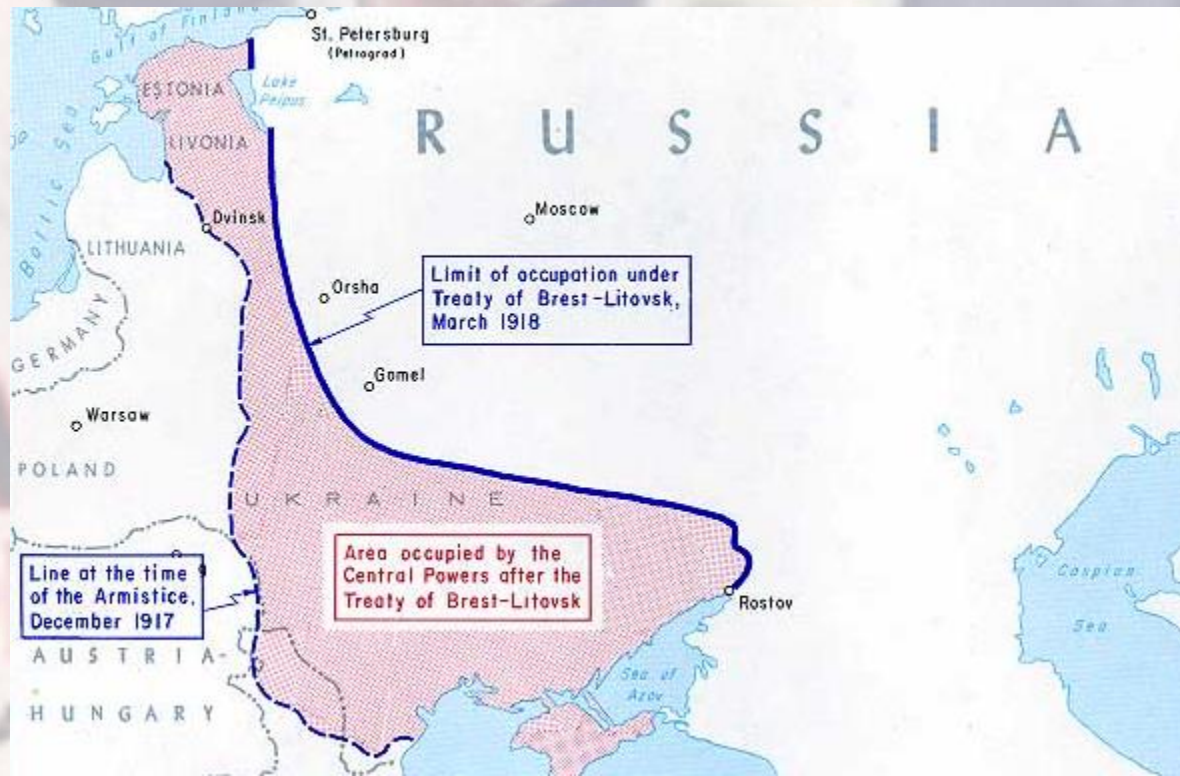 Gulf of Finland
St. Petersburg
(Petrograd)
ESTONIA
Lake
Peipus
Baltic Sea
LIVONIA
RUSSIA
Dvinsk
Moscow
LITHUANIA
Orsha
Limit of occupation under
Treaty of Brest-Litovsk,
March 1918
GERMANY
Gomel
Warsaw
POLAND
UKRAINE
Area occupied by the
Central Powers after the
Treaty of Brest-Litovsk
Line at the time
of the Armistice,
December 1917
Rostov
Caspian
Sea
AUSTRIA-
HUNGARY
Sea of
Azov